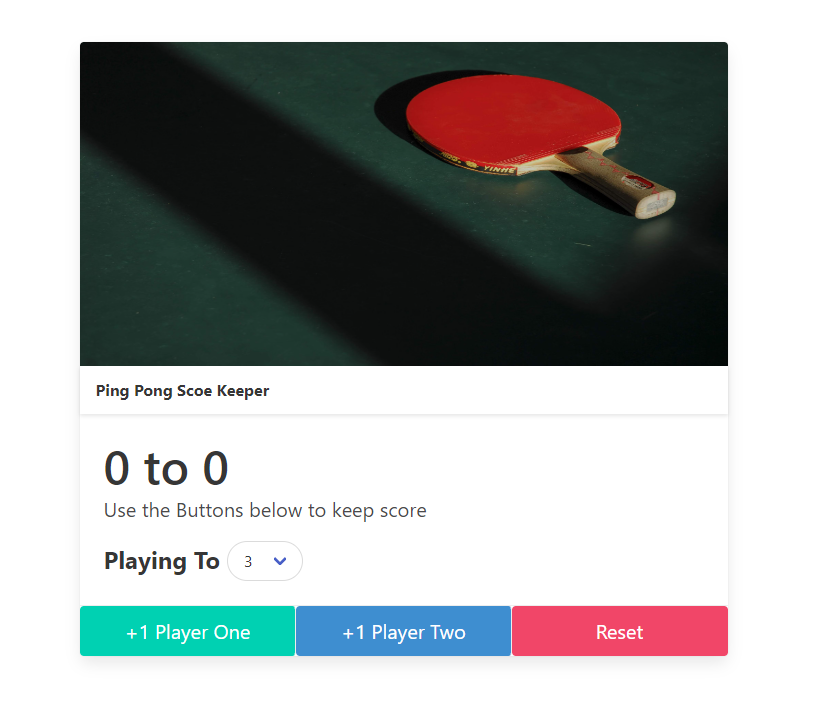 YINHE
Ping Pong Scoe Keeper
0 to 0
Use the Buttons below to keep score
Playing To 3
+1 Player One +1 Player Two Reset